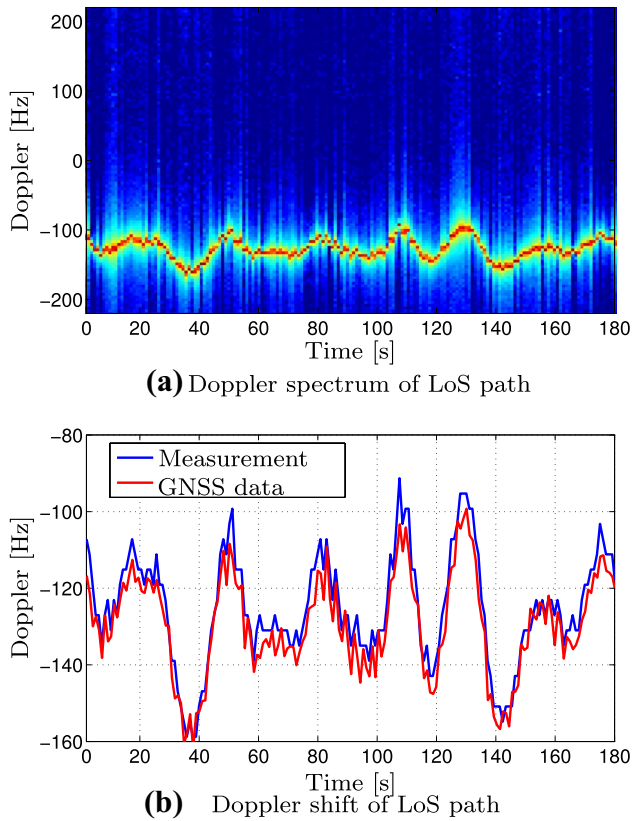 200
100
0
−100
−200
Doppler [Hz]
0 20 40 60 80 100 120 140 160 180
Time [s]
(a) Doppler spectrum of LoS path
−80
−100
−120
−140
−160
Doppler [Hz]
Measurement
GNSS data
0 20 40 60 80 100 120 140 160 180
Time [s]
(b) Doppler shift of LoS path